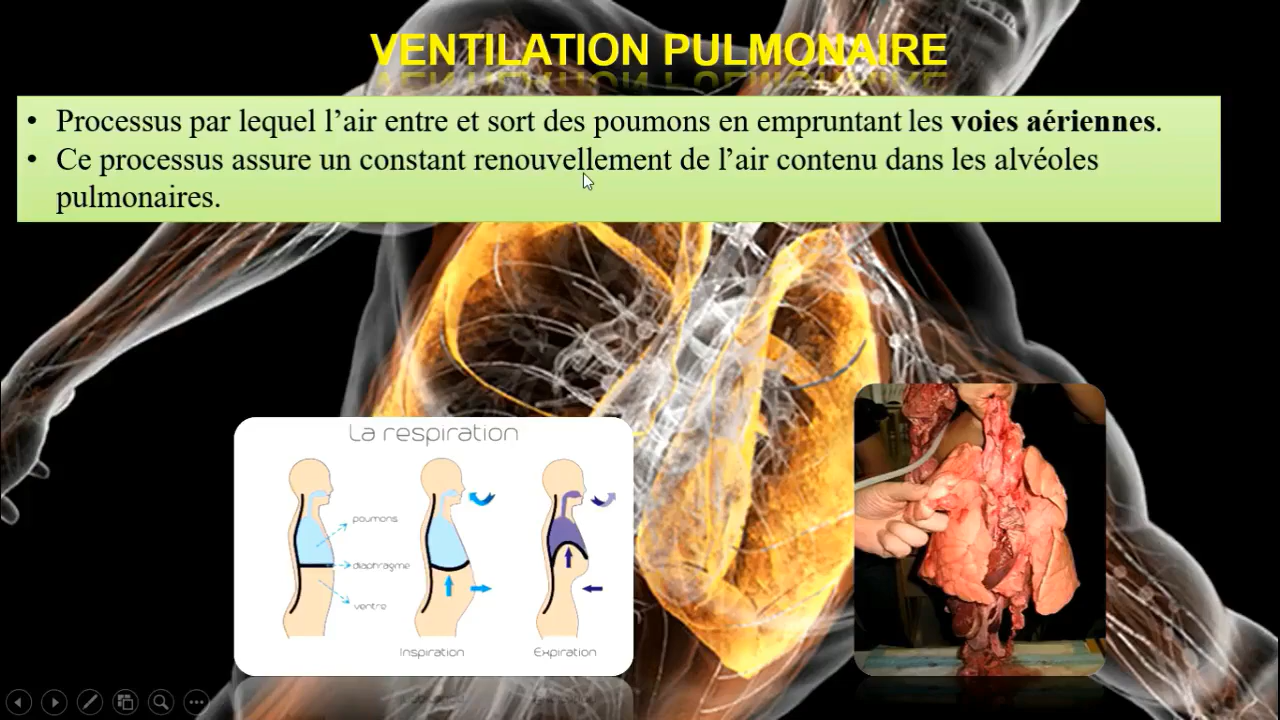 VENTILATION PULMONAIRE
• Processus par lequel l’air entre et sort des poumons en empruntant les voies aériennes.
• Ce processus assure un constant renouvellement de l’air contenu dans les alvéoles
pulmonaires.
La respiration
poumons
diaphragme
ventre
Inspiration
Expiration